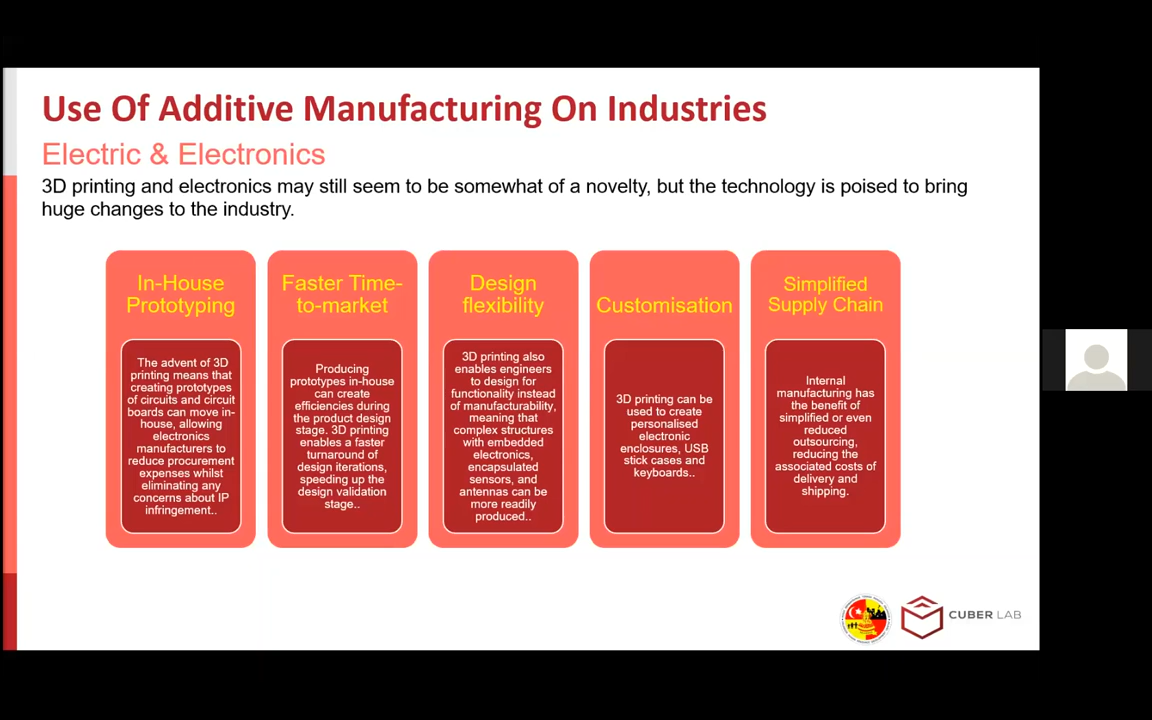 Use Of Additive Manufacturing On Industries
Electric & Electronics
3D printing and electronics may still seem to be somewhat of a novelty, but the technology is poised to bring
huge changes to the industry.
In-House
Prototyping
The advent of 3D
printing means that
creating prototypes
of circuits and circuit
boards can move in-
house, allowing
electronics
manufacturers to
reduce procurement
expenses whilst
eliminating any
concerns about IP
infringement..
Faster Time-
to-market
Producing
prototypes in-house
can create
efficiencies during
the product design
stage. 3D printing
enables a faster
turnaround of
design iterations,
speeding up the
design validation
stage..
Design
flexibility
3D printing also
enables engineers
to design for
functionality instead
of manufacturability,
meaning that
complex structures
with embedded
electronics,
encapsulated
sensors, and
antennas can be
more readily
produced..
Customisation
3D printing can be
used to create
personalised
electronic
enclosures, USB
stick cases and
keyboards..
Simplified
Supply Chain
Internal
manufacturing has
the benefit of
simplified or even
reduced
outsourcing,
reducing the
associated costs of
delivery and
shipping.
CUBER LAB